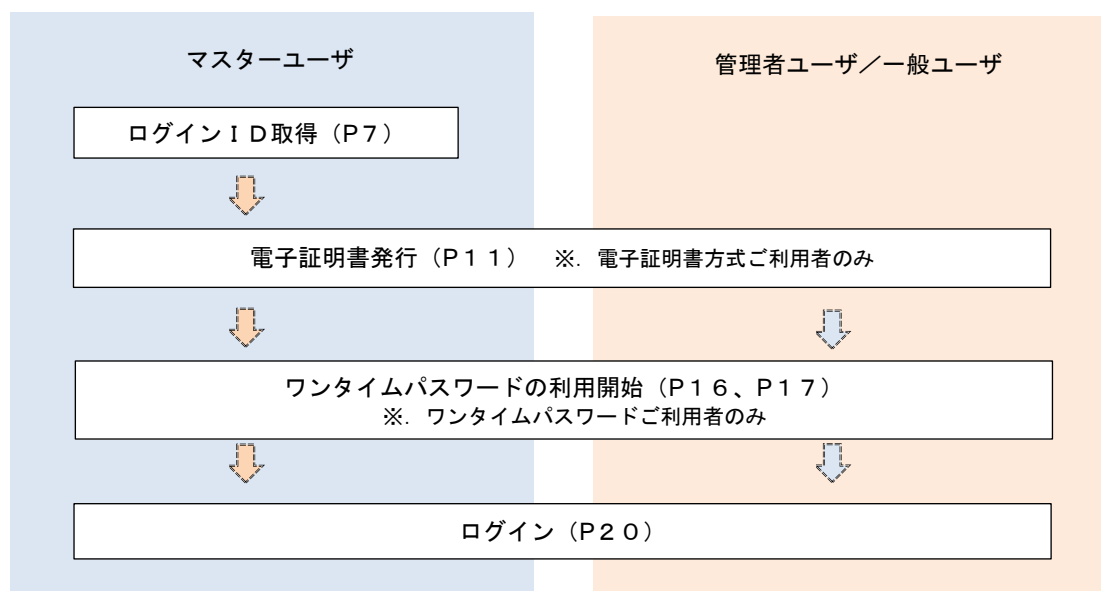 マスターユーザ
管理者ユーザ／一般ユーザ
ログインＩＤ取得（P７）
電子証明書発行（P１１）　※．電子証明書方式ご利用者のみ
ワンタイムパスワードの利用開始（P１６、P１７）
※．ワンタイムパスワードご利用者のみ
ログイン（P２０）